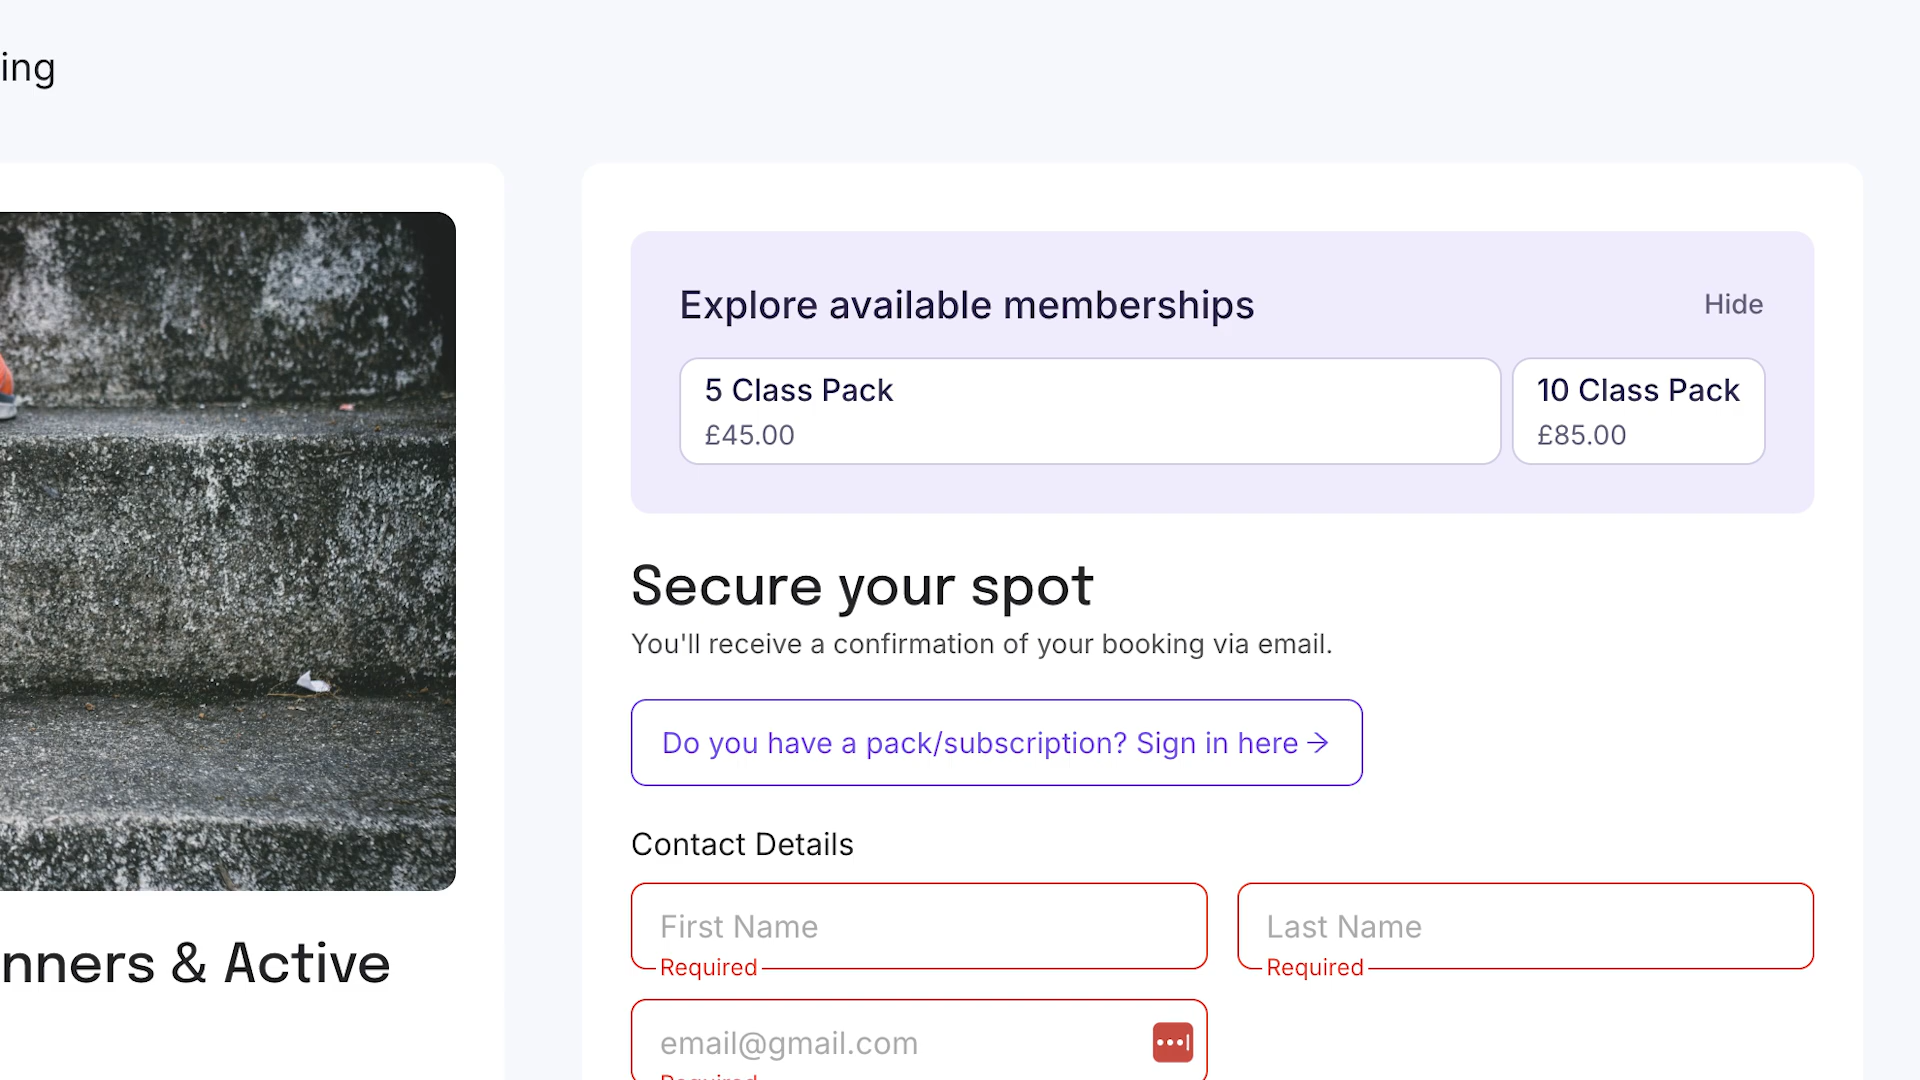 ing
Explore available memberships
Hide
5 Class Pack
£45.00
10 Class Pack
£85.00
Secure your spot
You'll receive a confirmation of your booking via email.
Do you have a pack/subscription? Sign in here →
Contact Details
First Name
Required
Last Name
Required
email@gmail.com
Required
nners & Active